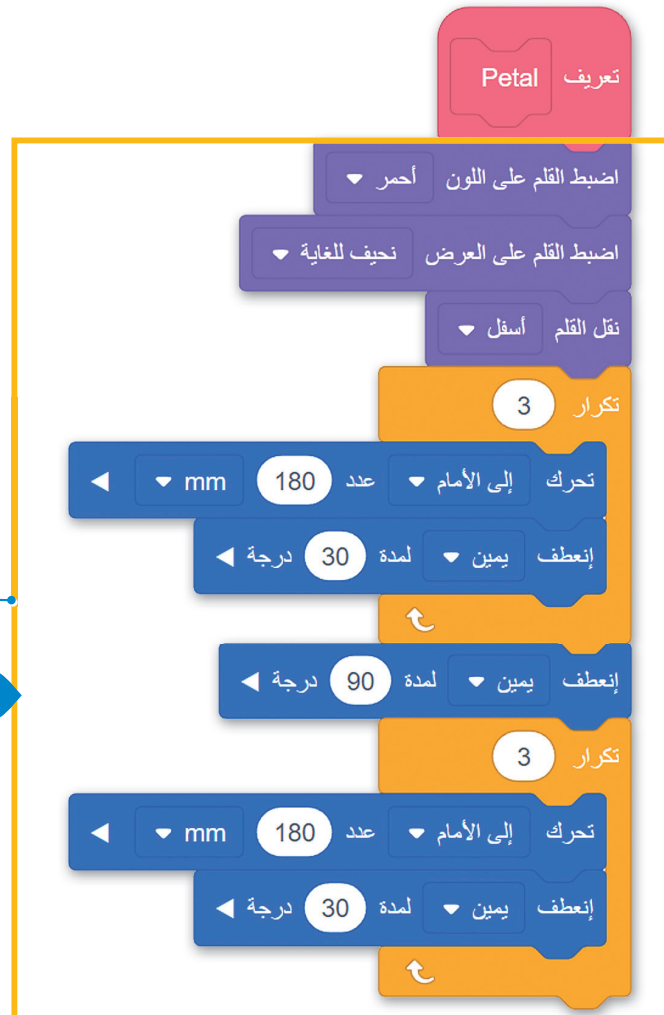 تعريف Petal
اضبط القلم على اللون أحمر
اضبط القلم على العرض نحيف للغاية
نقل القلم أسفل
تكرار 3
تحرك إلى الأمام عدد 180 mm
إنعطف يمين لمدة 30 درجة
إنعطف يمين لمدة 90 درجة
تكرار 3
تحرك إلى الأمام عدد 180 mm
إنعطف يمين لمدة 30 درجة